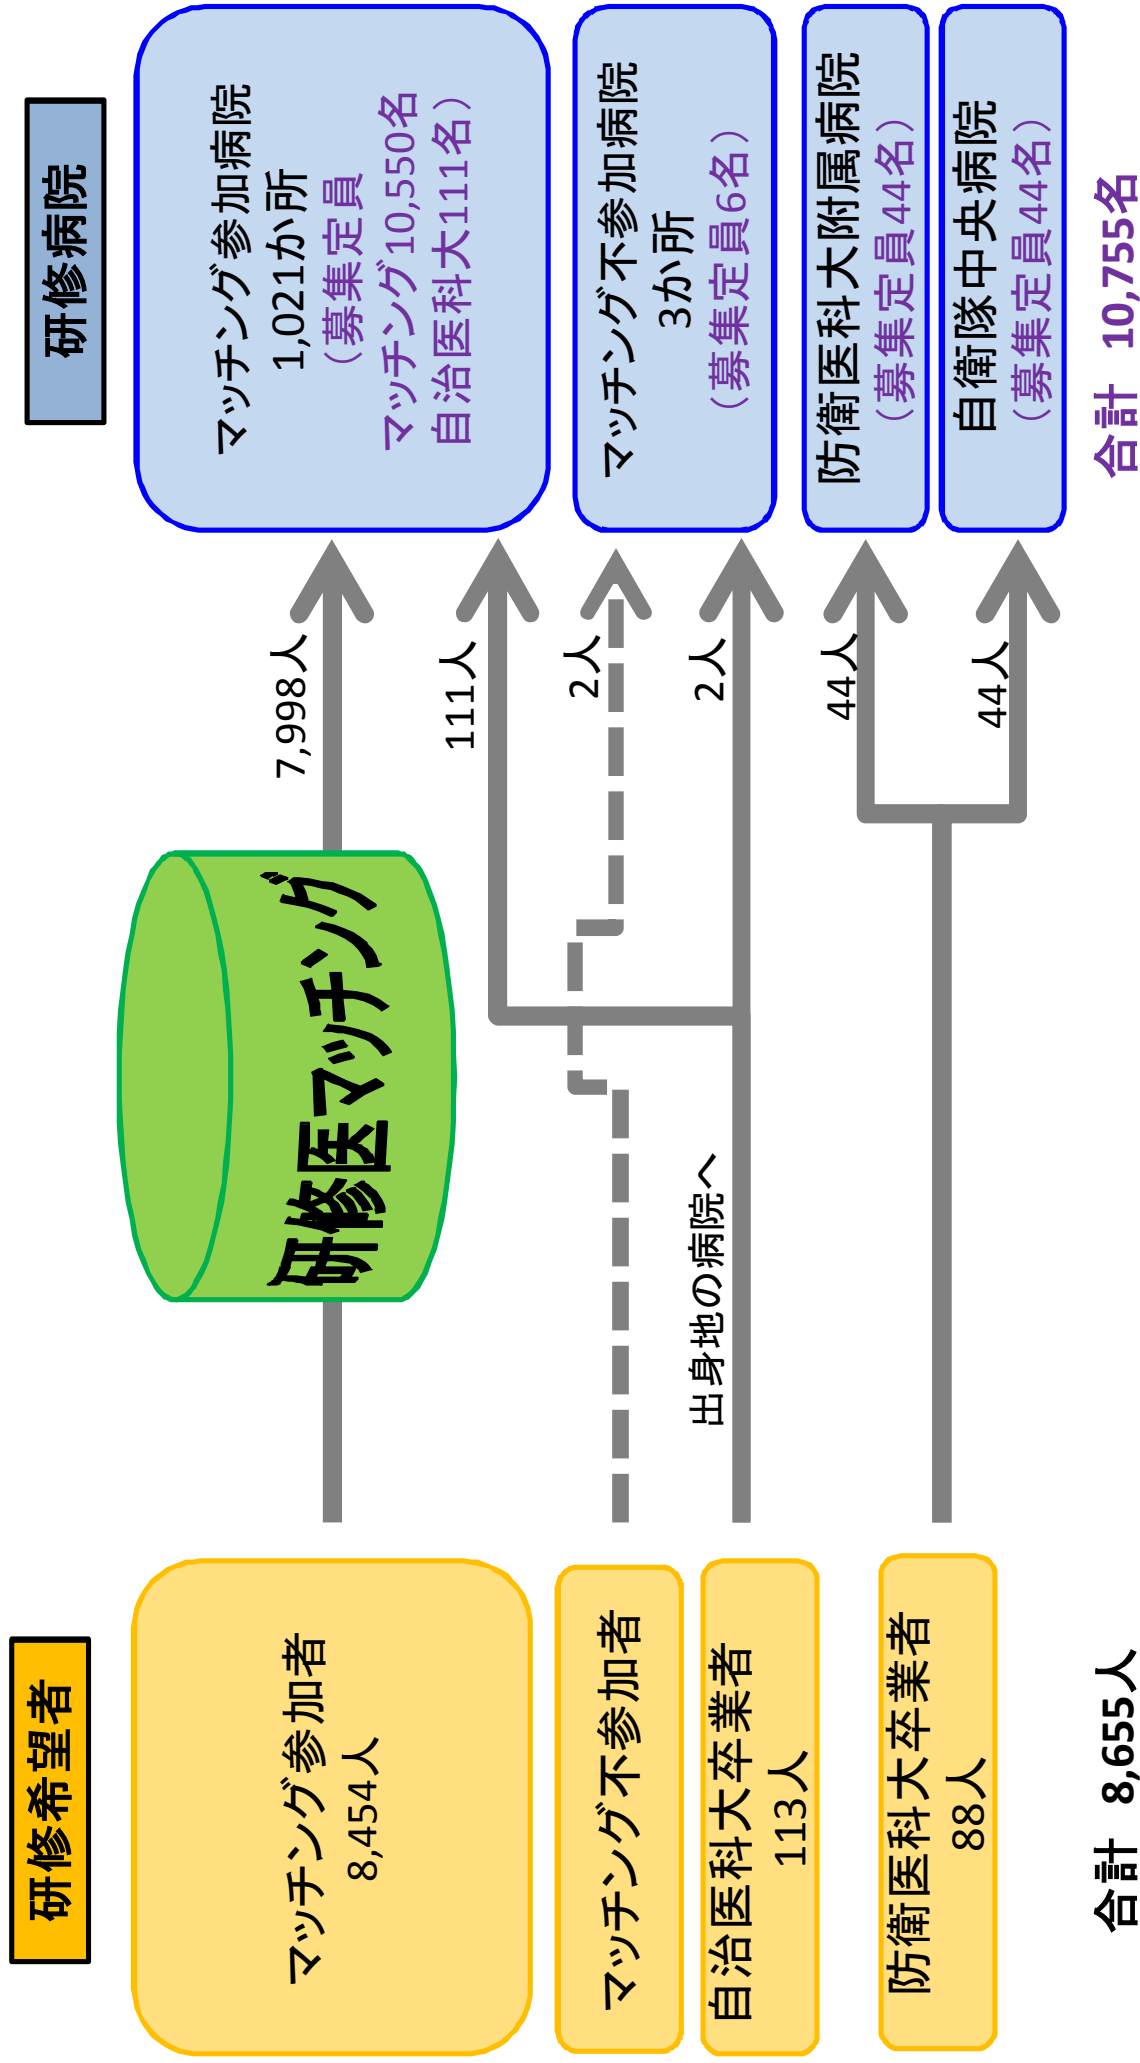 研修希望者
マッチング参加者
8,454人
マッチング不参加者
自治医科大卒業者
113人
防衛医科大卒業者
88人
合計 8,655人
研修医マッチング
出身地の病院へ
7,998人
111人
2人
2人
44人
44人
研修病院
マッチング参加病院
1,021か所
（募集定員
マッチング10,550名
自治医科大111名）
マッチング不参加病院
3か所
（募集定員6名）
防衛医科大附属病院
（募集定員44名）
自衛隊中央病院
（募集定員44名）
合計 10,755名